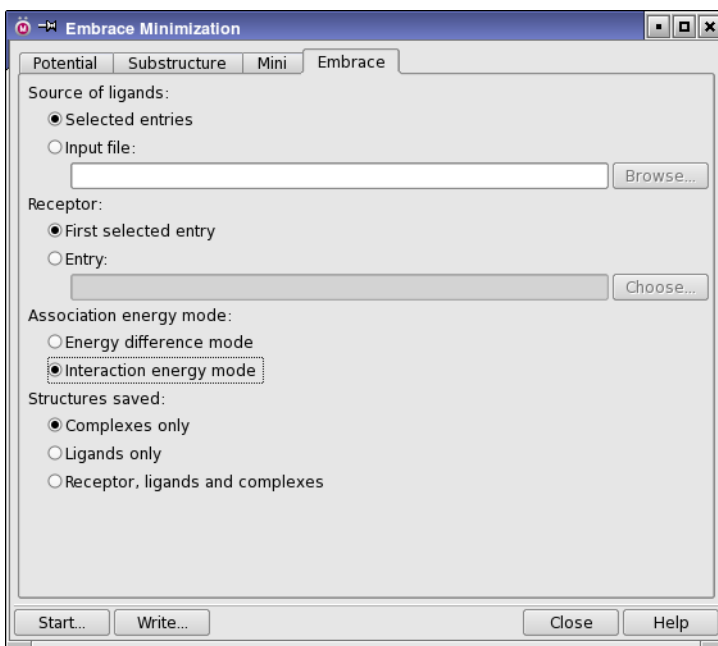 Embrace Minimization
Potential Substructure Mini Embrace
Source of ligands:
Selected entries
Input file:
Browse...
Receptor:
First selected entry
Entry:
Choose...
Association energy mode:
Energy difference mode
Interaction energy mode
Structures saved:
Complexes only
Ligands only
Receptor, ligands and complexes
Start... Write... Close Help